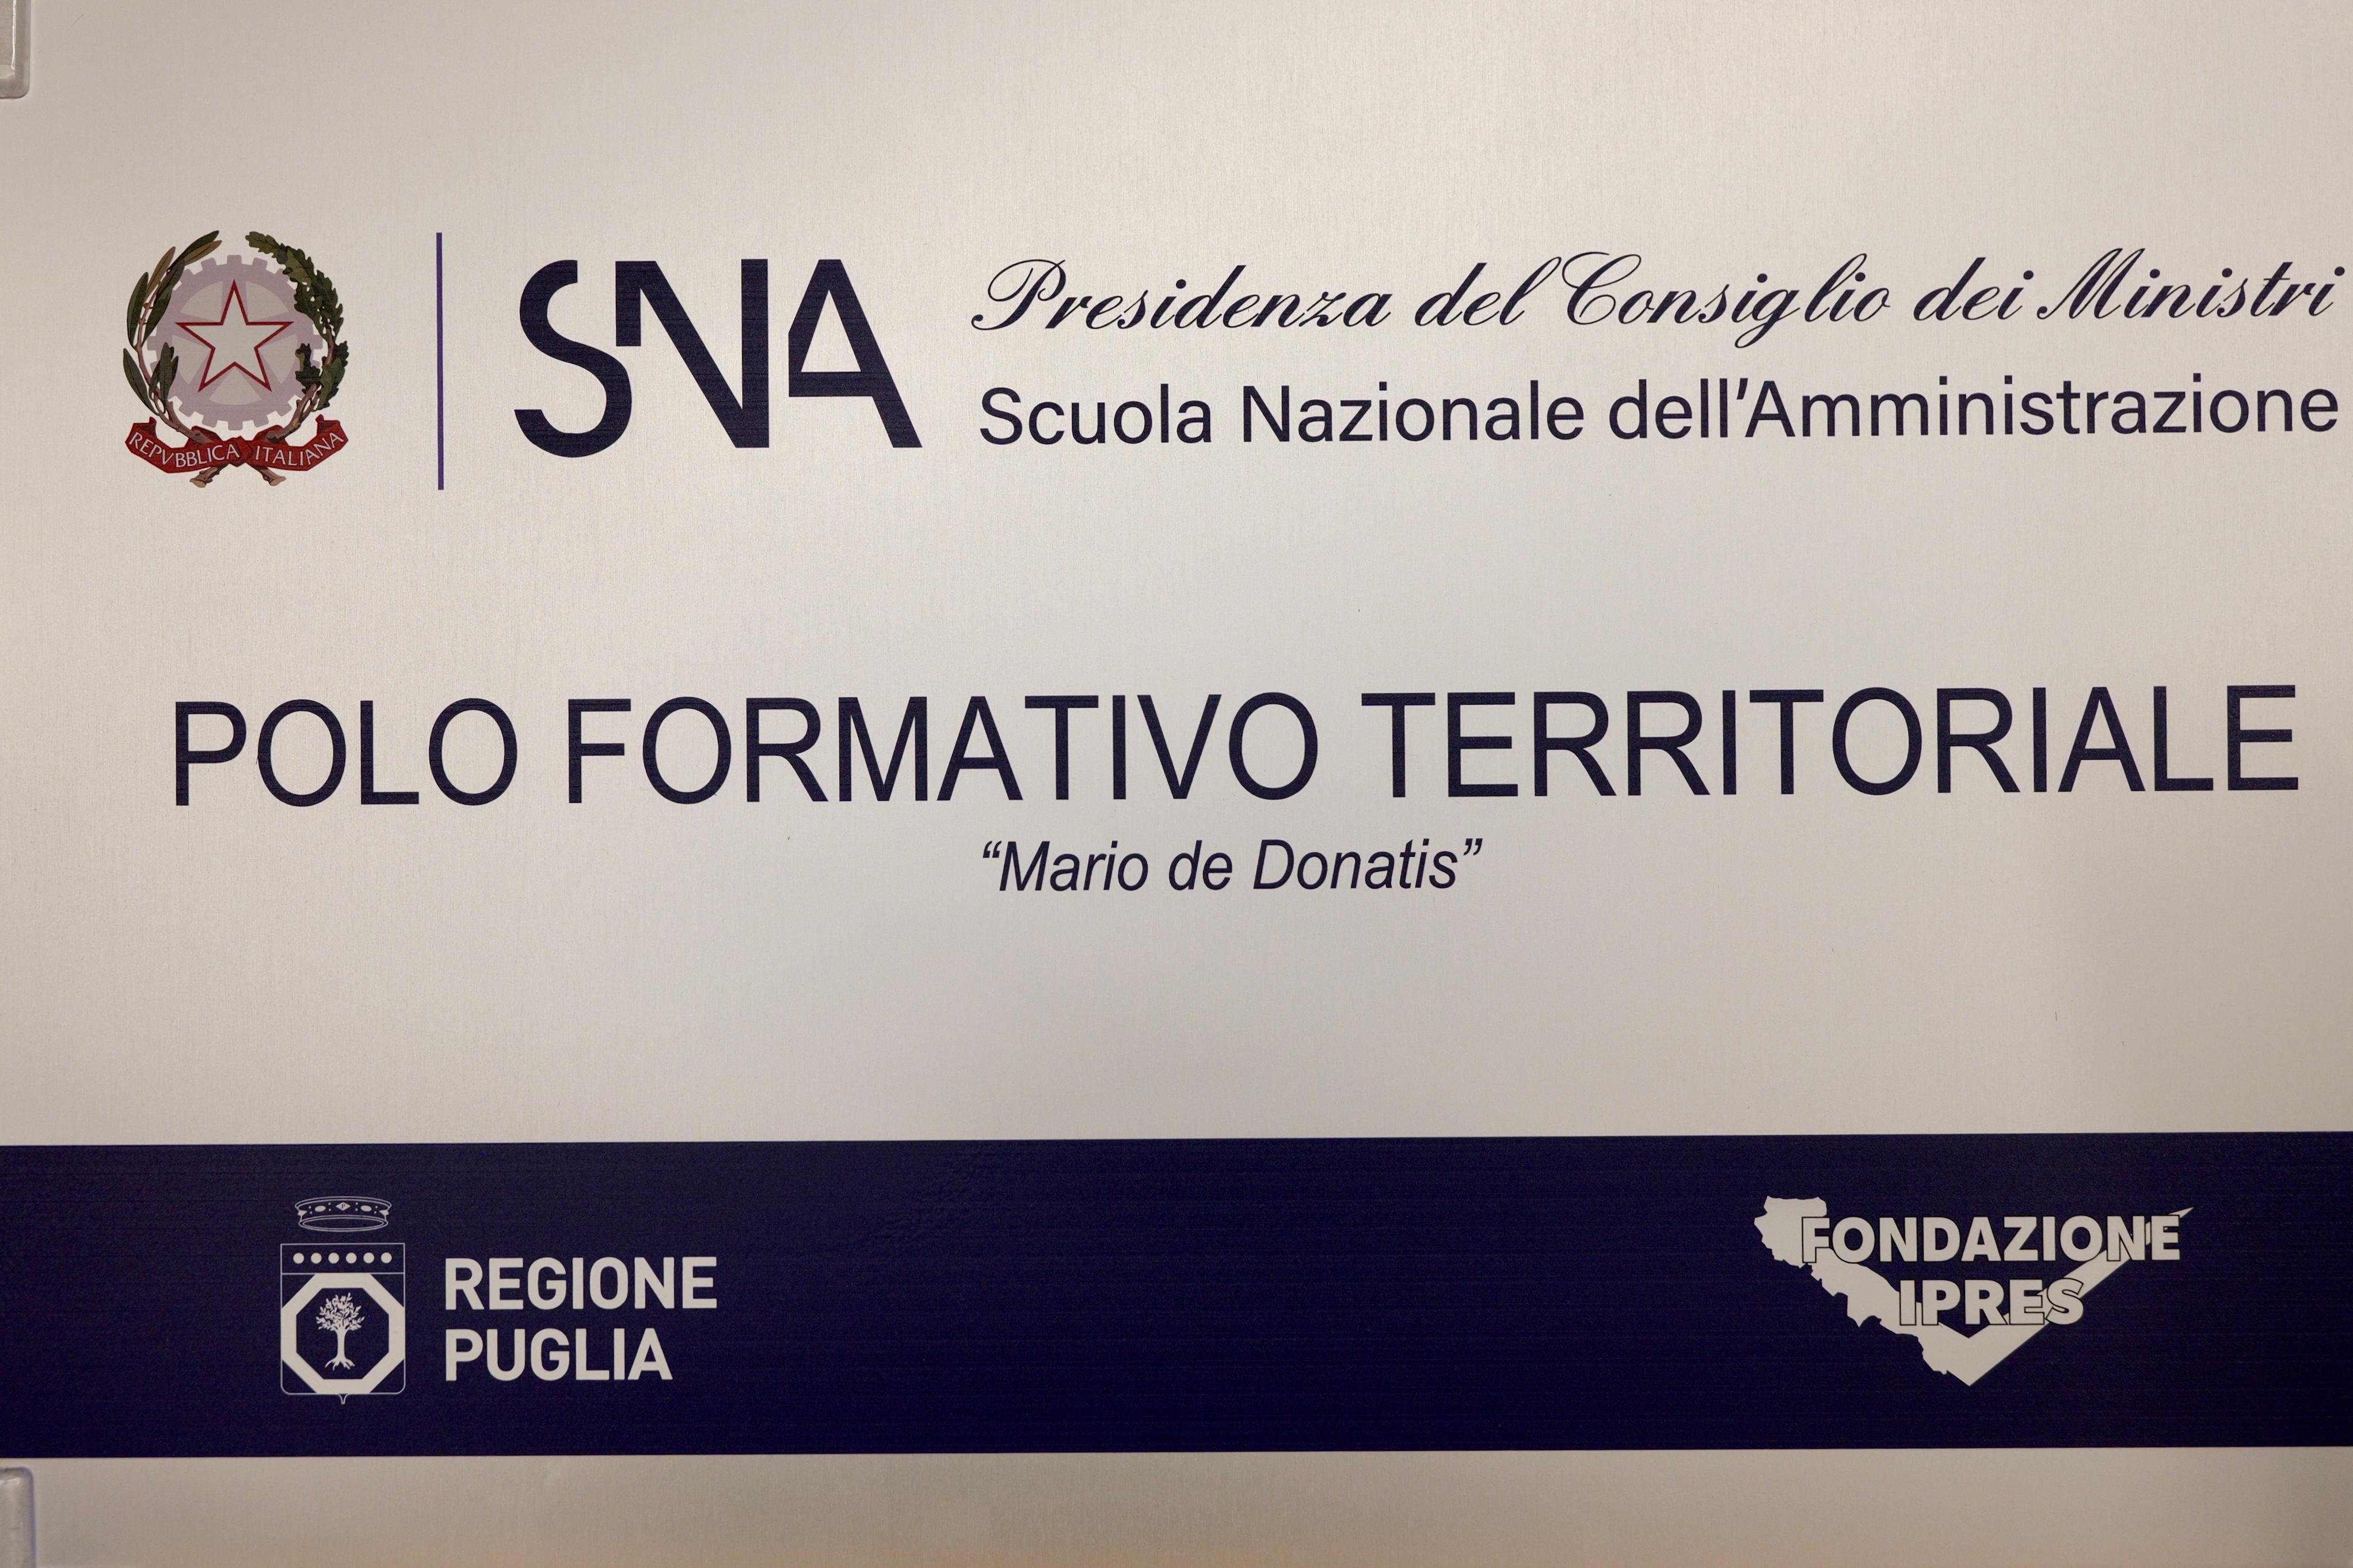 REPVBBLICA ITALIANA
SNA
Presidenza del Consiglio dei Ministri
Scuola Nazionale dell'Amministrazione
POLO FORMATIVO TERRITORIALE
“Mario de Donatis”
REGIONE
PUGLIA
FONDAZIONE
IPRES